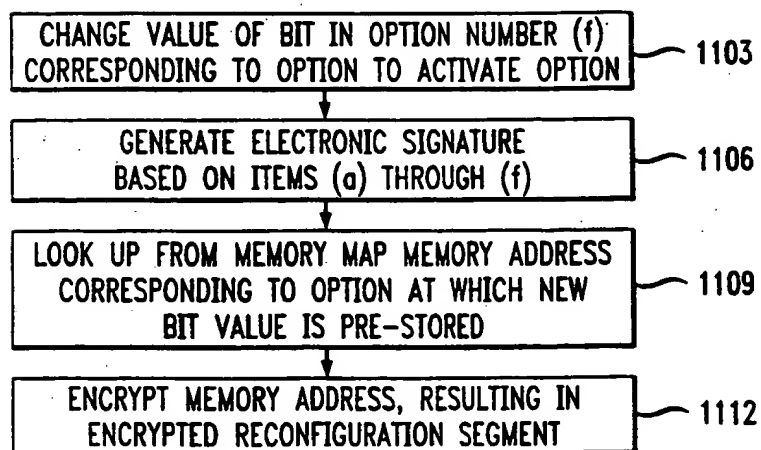 CHANGE VALUE OF BIT IN OPTION NUMBER (f)
CORRESPONDING TO OPTION TO ACTIVATE OPTION
1103
GENERATE ELECTRONIC SIGNATURE
BASED ON ITEMS (a) THROUGH (f)
1106
LOOK UP FROM MEMORY MAP MEMORY ADDRESS
CORRESPONDING TO OPTION AT WHICH NEW
BIT VALUE IS PRE-STORED
1109
ENCRYPT MEMORY ADDRESS, RESULTING IN
ENCRYPTED RECONFIGURATION SEGMENT
1112